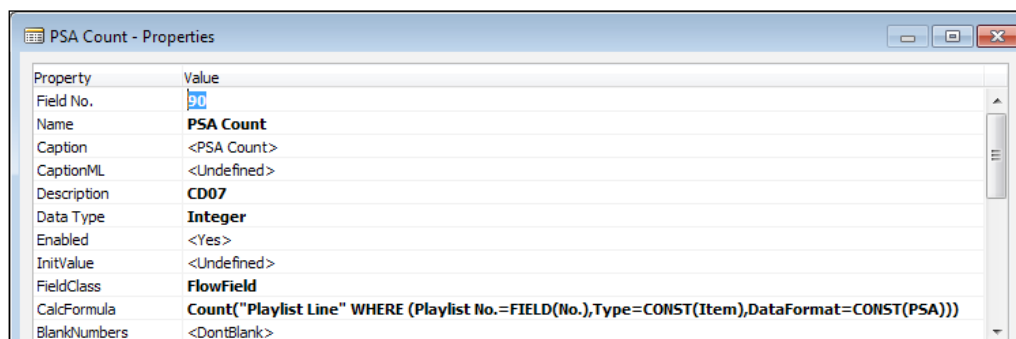 PSA Count - Properties
Property Value
Field No. 90
Name PSA Count
Caption <PSA Count>
CaptionML <Undefined>
Description CD07
Data Type Integer
Enabled <Yes>
InitValue <Undefined>
FieldClass FlowField
CalcFormula Count("Playlist Line" WHERE (Playlist No.=FIELD(No.),Type=CONST(Item),DataFormat=CONST(PSA)))
BlankNumbers <DontBlank>